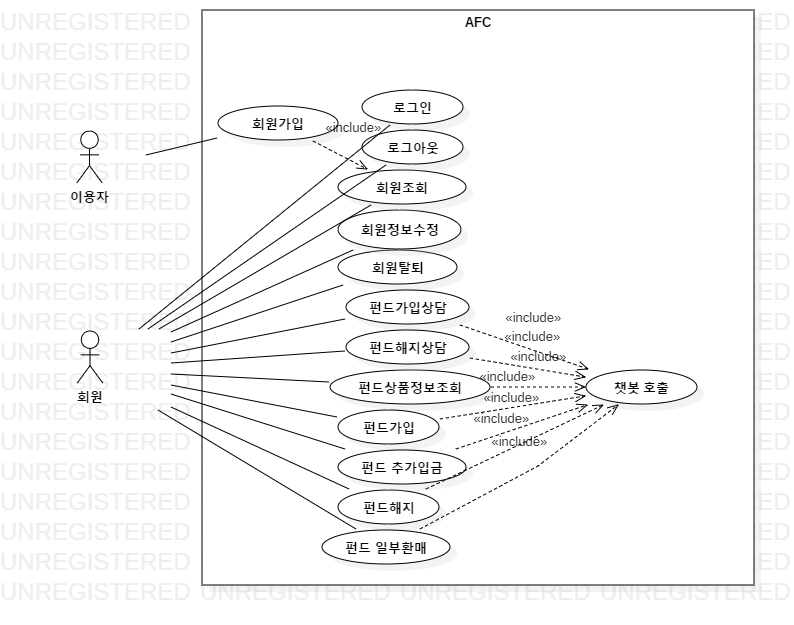 AFC
로그인
회원가입
«include»
로그아웃
회원조회
이용자
회원정보수정
회원탈퇴
펀드가입상담
«include»
«include»
펀드해지상담
«include»
«include»
펀드상품정보조회
챗봇 호출
회원
«include»
«include»
펀드가입
«include»
펀드 추가입금
펀드해지
펀드 일부환매
UNREGISTERED